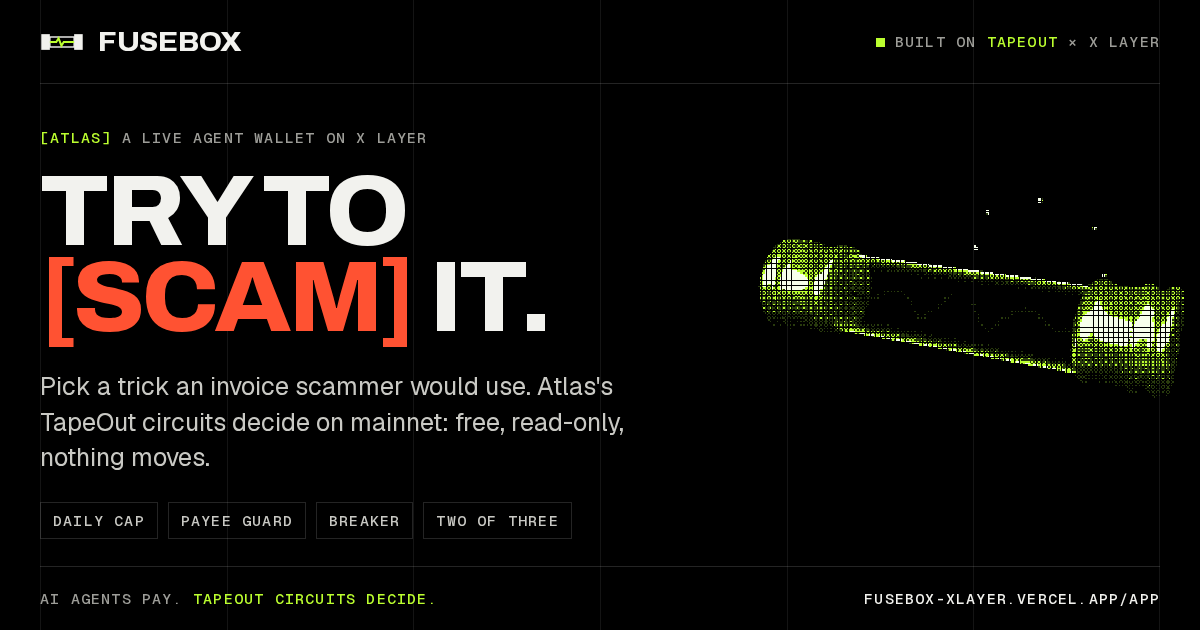 FUSEBOX
BUILT ON TAPEOUT × X LAYER
[ATLAS] A LIVE AGENT WALLET ON X LAYER
TRY TO
[SCAM] IT.
Pick a trick an invoice scammer would use. Atlas's
TapeOut circuits decide on mainnet: free, read-only,
nothing moves.
DAILY CAP
PAYEE GUARD
BREAKER
TWO OF THREE
AI AGENTS PAY. TAPEOUT CIRCUITS DECIDE.
FUSEBOX-XLAYER.VERCEL.APP/APP